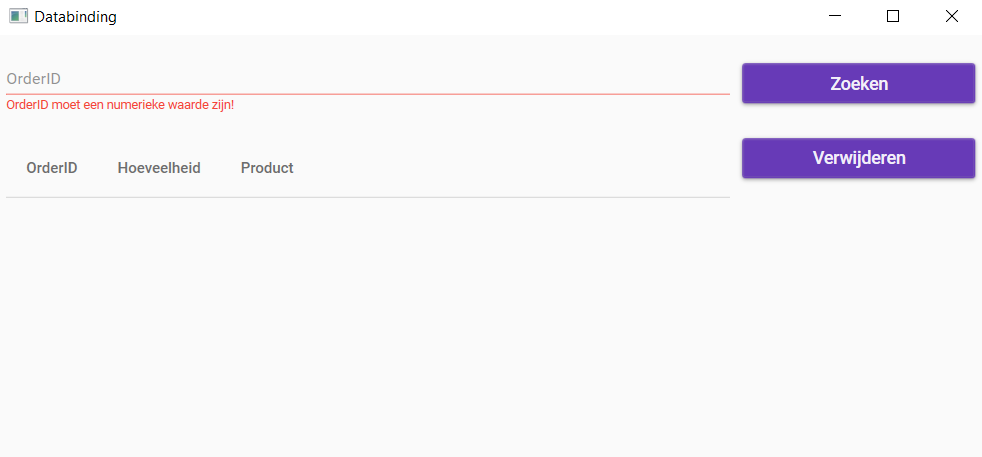 Databinding
OrderID
OrderID moet een numerieke waarde zijn!
Zoeken
Verwijderen
OrderID Hoeveelheid Product